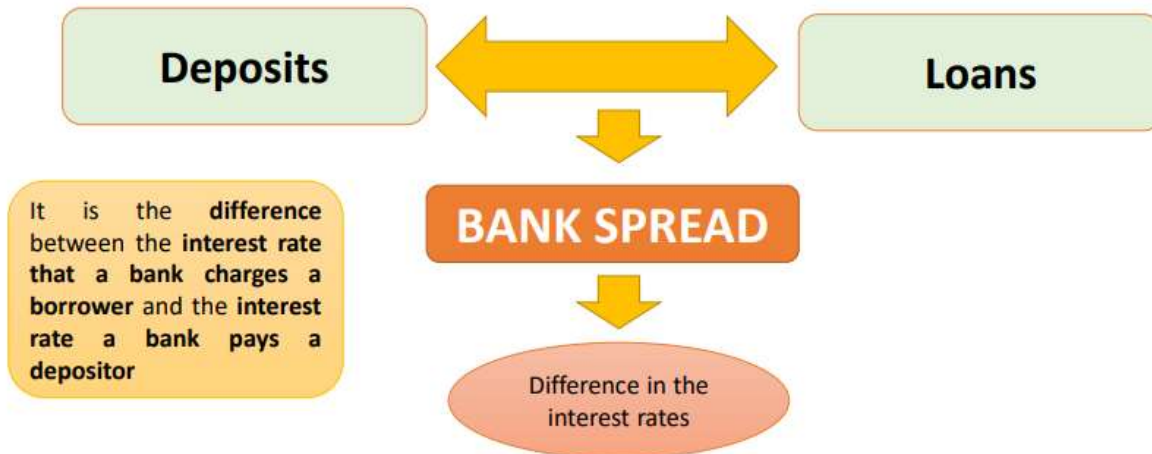 Deposits
Loans
BANK SPREAD
It is the difference
between the interest rate
that a bank charges a
borrower and the interest
rate a bank pays a
depositor
Difference in the
interest rates